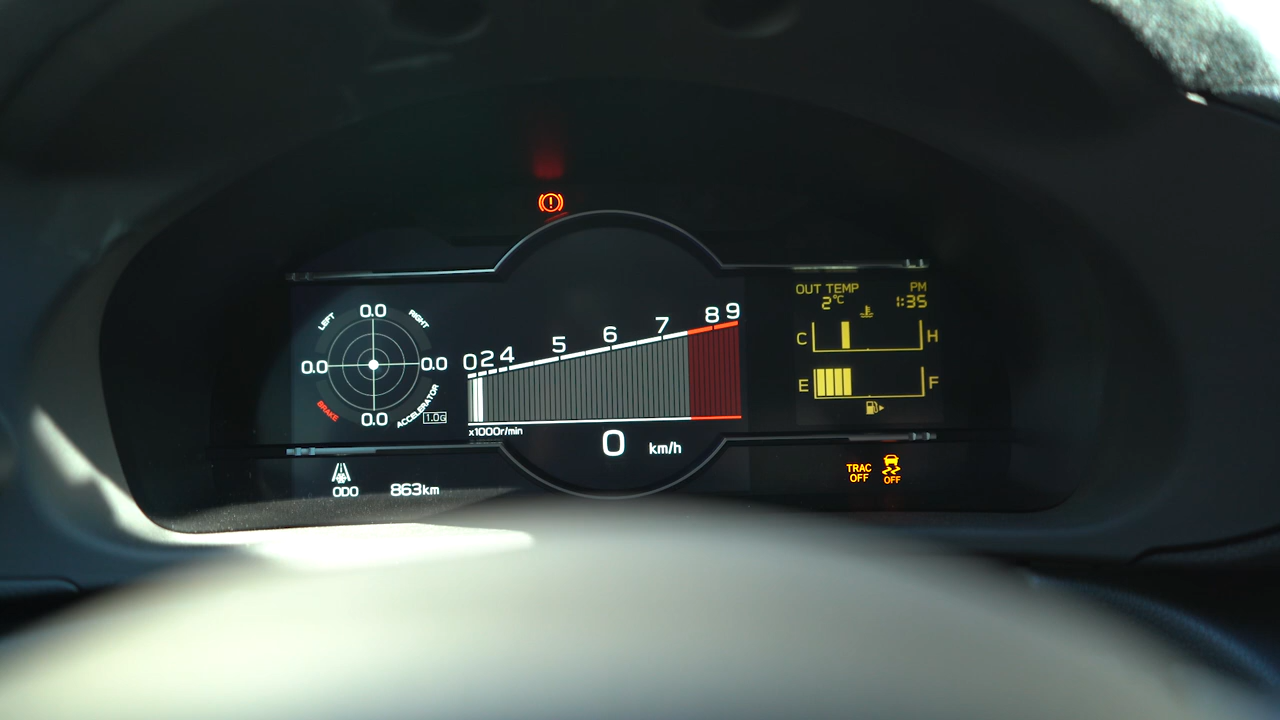 0.0
LEFT
RIGHT
0.0
0.0
BRAKE
ACCELERATOR
0.0
1.0G
0 2 4 5 6 7 8 9
x1000r/min
0 km/h
OUT TEMP
2°C
PM
1:35
C H
E F
ODO 863km
TRAC
OFF
OFF